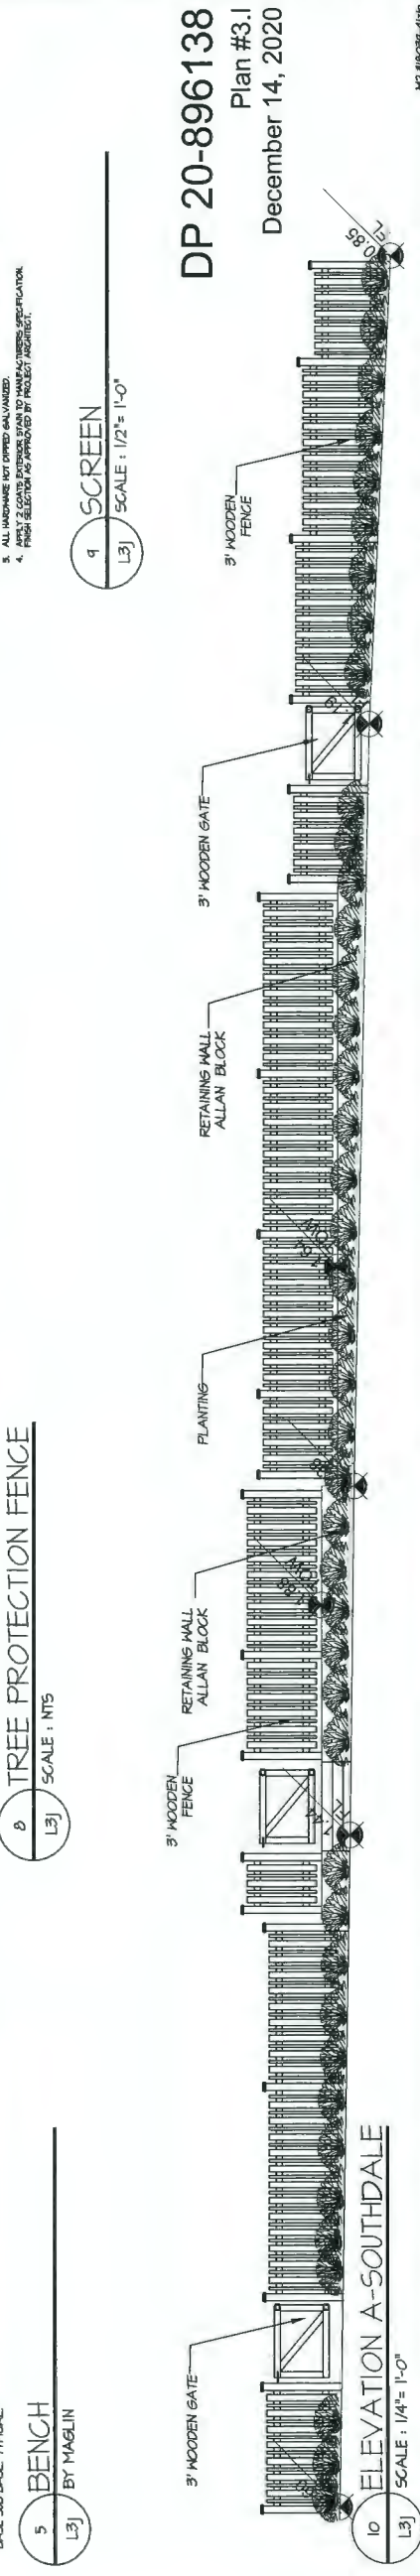 3. ALL HARDWARE HOT DIPPED GALVANIZED.
4. APPLY 2 COATS EXTERIOR STAIN TO MANUFACTURERS SPECIFICATION.
FINISH SELECTION AS APPROVED BY PROJECT ARCHITECT.
5
L3J
BENCH
BY MAGLIN
8
L3J
TREE PROTECTION FENCE
SCALE : NTS
9
L3J
SCREEN
SCALE : 1/2"= 1'-0"
DP 20-896138
Plan #3.I
December 14, 2020
3' WOODEN GATE
3' WOODEN
FENCE
RETAINING WALL
ALLAN BLOCK
PLANTING
RETAINING WALL
ALLAN BLOCK
3' WOODEN GATE
3' WOODEN
FENCE
0.85
10
L3J
ELEVATION A-SOUTHDALE
SCALE : 1/4"= 1'-0"